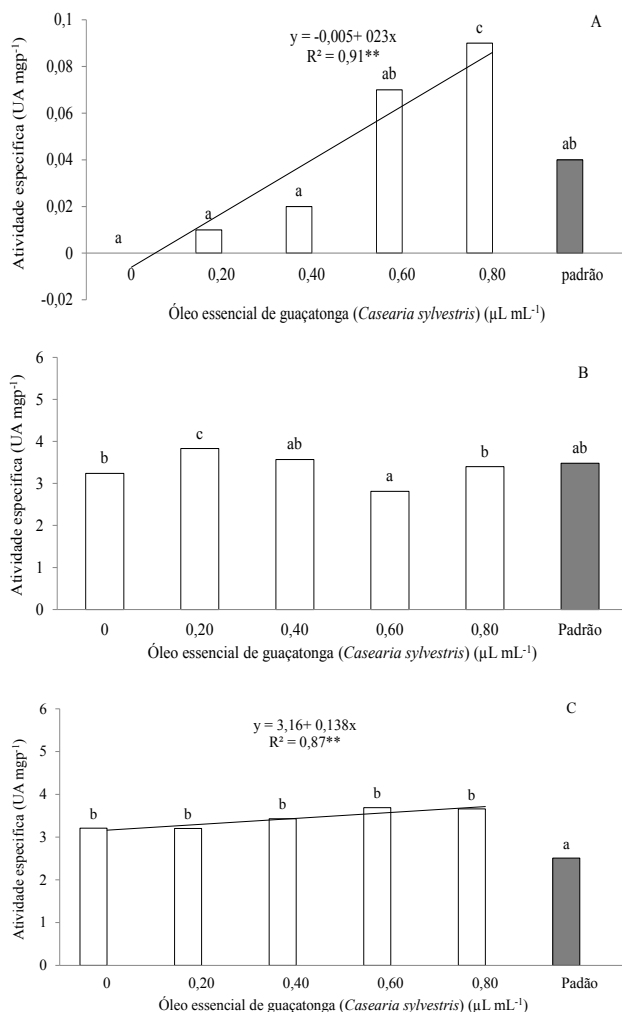 A
0,1
y = -0,005+ 023x
R² = 0,91**
c
0,08
ab
0,06
ab
0,04
a
0,02
a
a
0
-0,02
Atividade especifica (UA mgp⁻¹)
0 0,20 0,40 0,60 0,80 padrão
Óleo essencial de guaçatonga (Casearia sylvestris) (µL mL⁻¹)
B
6
5
4
3
2
1
0
Atividade especifica (UA mgp⁻¹)
b c ab a b ab
0 0,20 0,40 0,60 0,80 Padrão
Óleo essencial de guaçatonga (Casearia sylvestris) (µL mL⁻¹)
C
y = 3,16+ 0,138x
R² = 0,87**
6
5
4
3
2
1
0
Atividade especifica (UA mgp⁻¹)
b b b b b a
0 0,20 0,40 0,60 0,80 Padão
Óleo essencial de guaçatonga (Casearia sylvestris) (µL mL⁻¹)